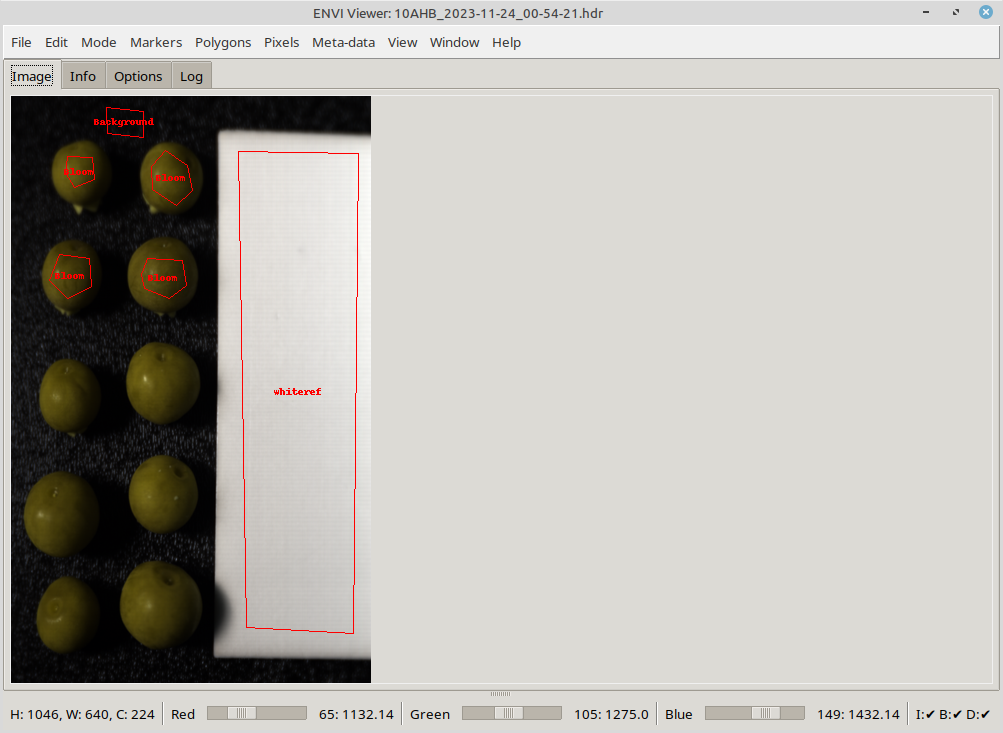 ENVI Viewer: 10AHB_2023-11-24_00-54-21.hdr
File Edit Mode Markers Polygons Pixels Meta-data View Window Help
Image Info Options Log
Background
Bloom Bloom
Bloom Bloom
whiteref
H: 1046, W: 640, C: 224 Red 65: 1132.14 Green 105: 1275.0 Blue 149: 1432.14 I:✔ B:✔ D:✔